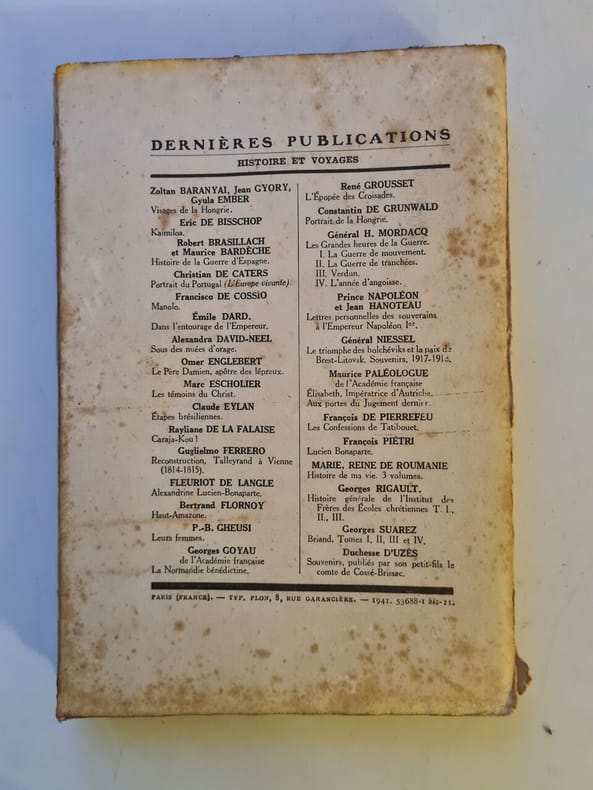 DERNIÈRES PUBLICATIONS
HISTOIRE ET VOYAGES
Zoltan BARANYAI, Jean GYORY,
Gyula EMBER
Visages de la Hongrie.
Eric DE BISSCHOP
Kaimiloa.
Robert BRASILLACH
et Maurice BARDÈCHE
Histoire de la Guerre d'Espagne.
Christian DE CATERS
Portrait du Portugal (L'Europe vivante).
Francisco DE COSSIO
Manolo.
Émile DARD.
Dans l'entourage de l'Empereur.
Alexandra DAVID-NEEL
Sous des nuées d'orage.
Omer ENGLEBERT
Le Père Damien, apôtre des lépreux.
Marc ESCHOLIER
Les témoins du Christ.
Claude EYLAN
Étapes brésiliennes.
Rayliane DE LA FALAISE
Caraja-Kou !
Guglielmo FERRERO
Reconstruction, Talleyrand à Vienne
(1814-1815).
FLEURIOT DE LANGLE
Alexandrine Lucien-Bonaparte.
Bertrand FLORNOY
Haut-Amazone.
P.-B. GHEUSI
Leurs femmes.
Georges GOYAU
de l'Académie française
La Normandie bénédictine.
René GROUSSET
L'Épopée des Croisades.
Constantin DE GRUNWALD
Portrait de la Hongrie.
Général H. MORDACQ
Les Grandes heures de la Guerre.
I. La Guerre de mouvement.
II. La Guerre de tranchées.
III. Verdun.
IV. L'année d'angoisse.
Prince NAPOLÉON
et Jean HANOTEAU
Lettres personnelles des souverains
à l'Empereur Napoléon Ier.
Général NIESSEL
Le triomphe des bolchéviks et la paix de
Brest-Litovsk. Souvenirs, 1917-1918.
Maurice PALÉOLOGUE
de l'Académie française
Élisabeth, Impératrice d'Autriche.
Aux portes du Jugement dernier.
François DE PIERREFEU
Les Confessions de Tatibouet.
François PIÉTRI
Lucien Bonaparte.
MARIE, REINE DE ROUMANIE
Histoire de ma vie. 3 volumes.
Georges RIGAULT.
Histoire générale de l'Institut des
Frères des Écoles chrétiennes T. I.,
II., III.
Georges SUAREZ
Briand. Tomes I, II, III et IV.
Duchesse D'UZÈS
Souvenirs, publiés par son petit-fils le
comte de Cossé-Brissac.
PARIS (FRANCE). — TYP. PLON, 8, RUE GARANCIÈRE. — 1941. 53688-I bis-11.